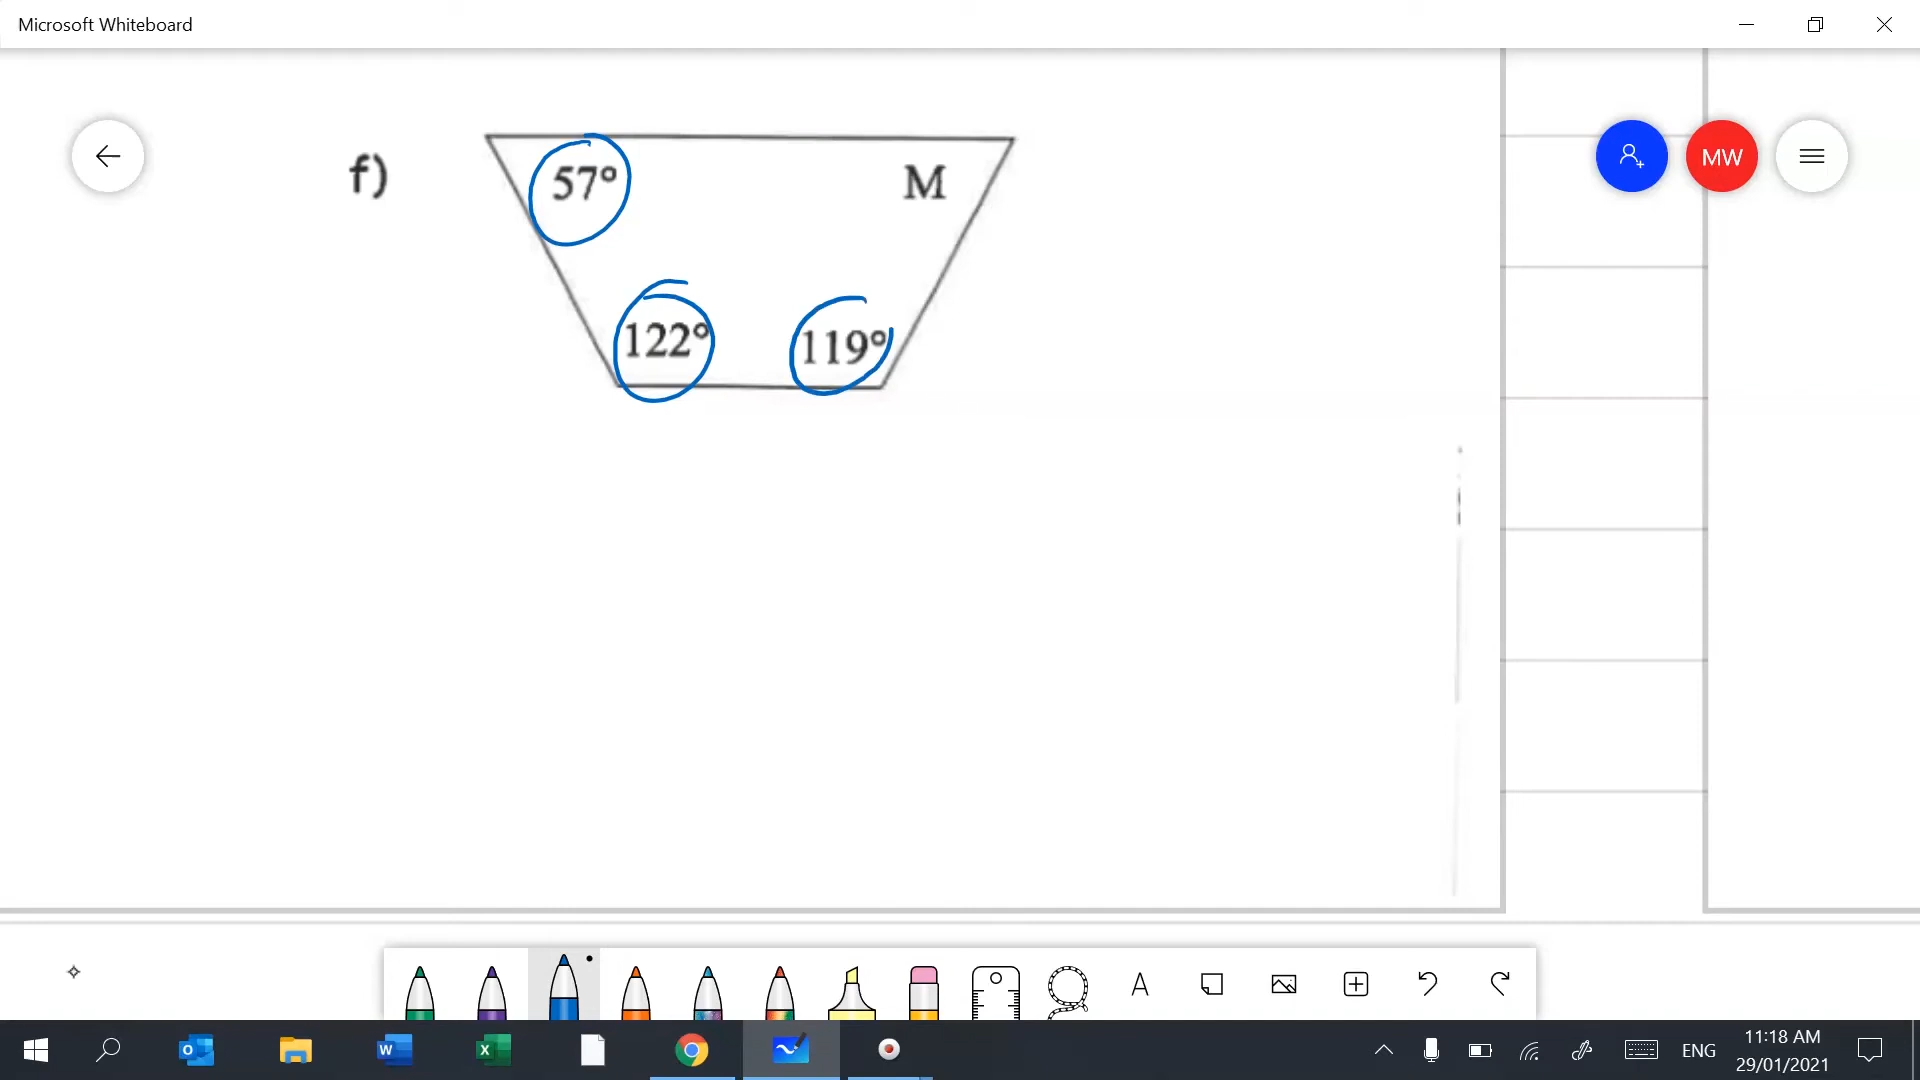 Microsoft Whiteboard
f)
57° M
122° 119°
MW
A
ENG
11:18 AM
29/01/2021